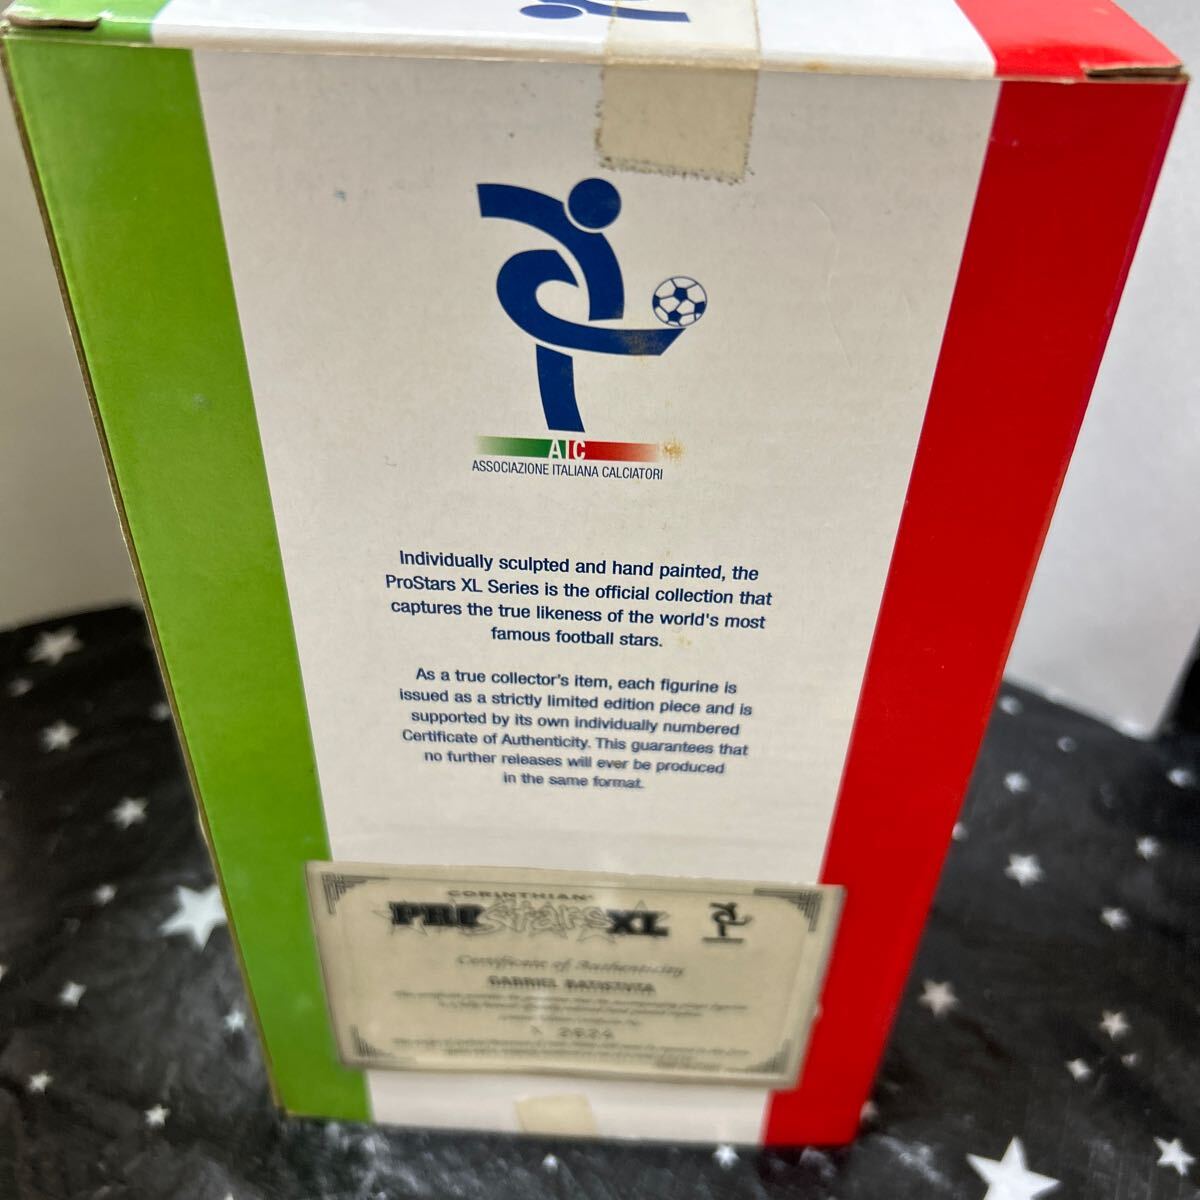 AIC
ASSOCIAZIONE ITALIANA CALCIATORI
Individually sculpted and hand painted, the
ProStars XL Series is the official collection that
captures the true likeness of the world's most
famous football stars.
As a true collector's item, each figurine is
issued as a strictly limited edition piece and is
supported by its own individually numbered
Certificate of Authenticity. This guarantees that
no further releases will ever be produced
in the same format.
CORINTHIAN
PROStarsXL
Certificate of Authenticity
GABRIEL BATISTUTA